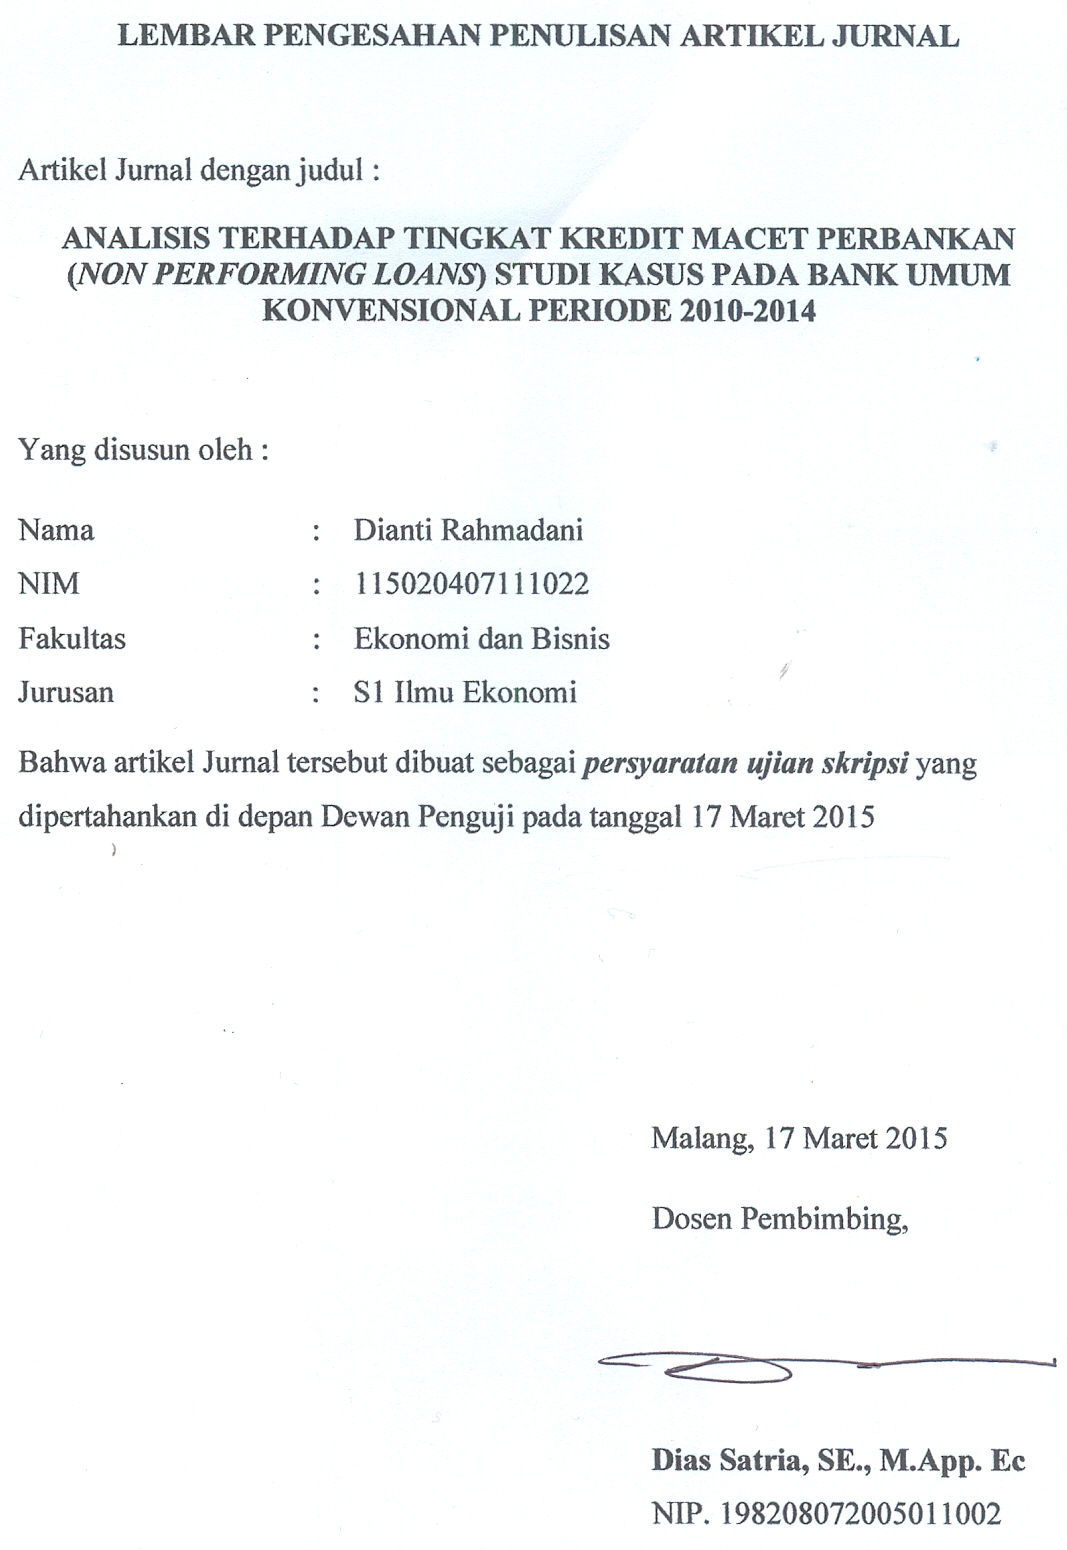 LEMBAR PENGESAHAN PENULISAN ARTIKEL JURNAL
Artikel Jurnal dengan judul :
ANALISIS TERHADAP TINGKAT KREDIT MACET PERBANKAN
(NON PERFORMING LOANS) STUDI KASUS PADA BANK UMUM
KONVENSIONAL PERIODE 2010-2014
Yang disusun oleh :
Nama : Dianti Rahmadani
NIM : 115020407111022
Fakultas : Ekonomi dan Bisnis
Jurusan : S1 Ilmu Ekonomi
Bahwa artikel Jurnal tersebut dibuat sebagai persyaratan ujian skripsi yang
dipertahankan di depan Dewan Penguji pada tanggal 17 Maret 2015
Malang, 17 Maret 2015
Dosen Pembimbing,
Dias Satria, SE., M.App. Ec
NIP. 198208072005011002